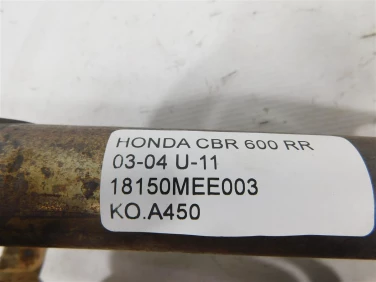 HONDA CBR 600 RR
03-04 U-11
18150MEE003
KO.A450